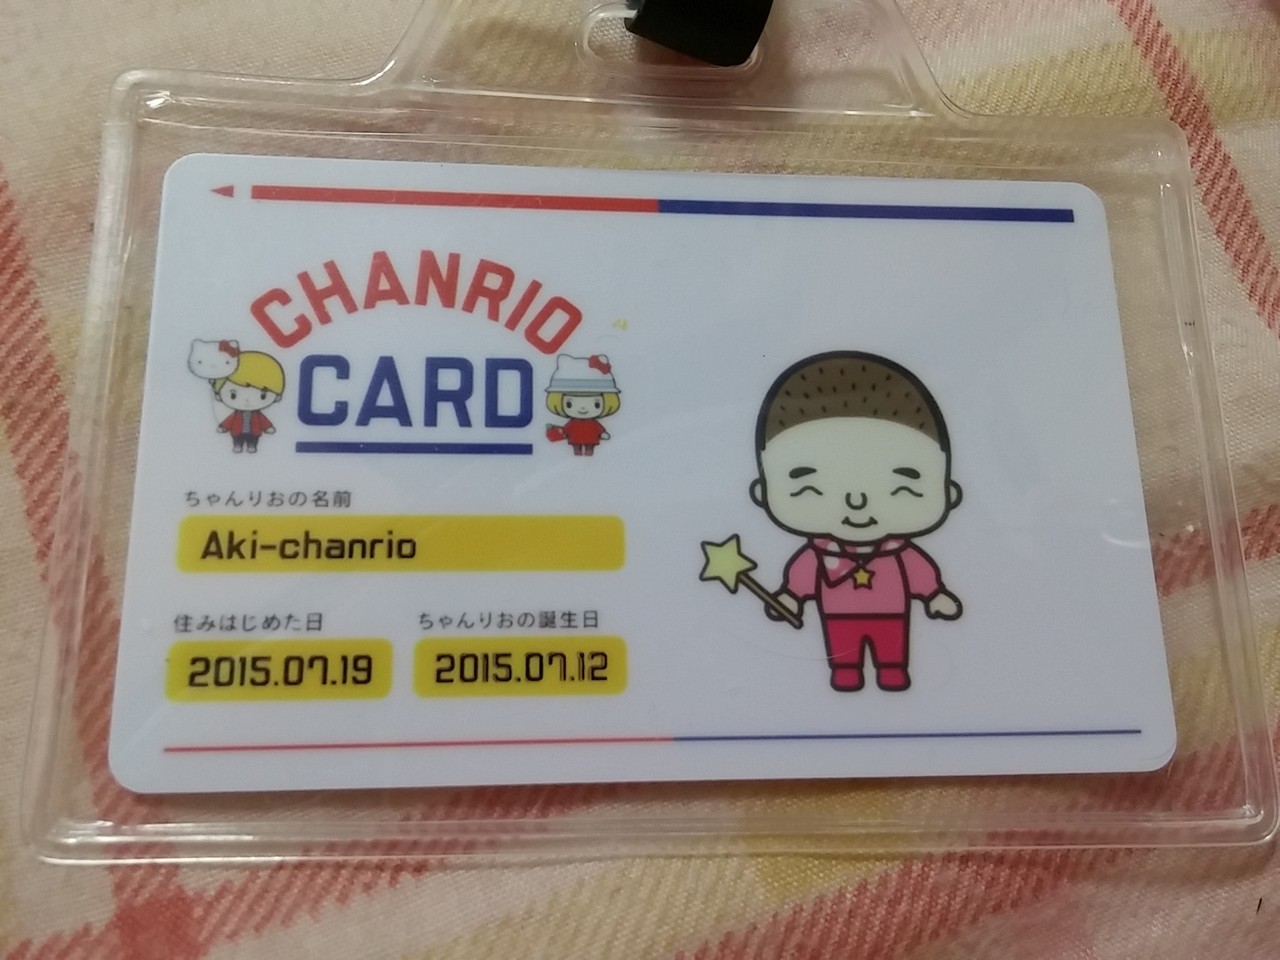 CHANRIO
CARD
ちゃんりおの名前
Aki-chanrio
住みはじめた日
ちゃんりおの誕生日
2015.07.19
2015.07.12